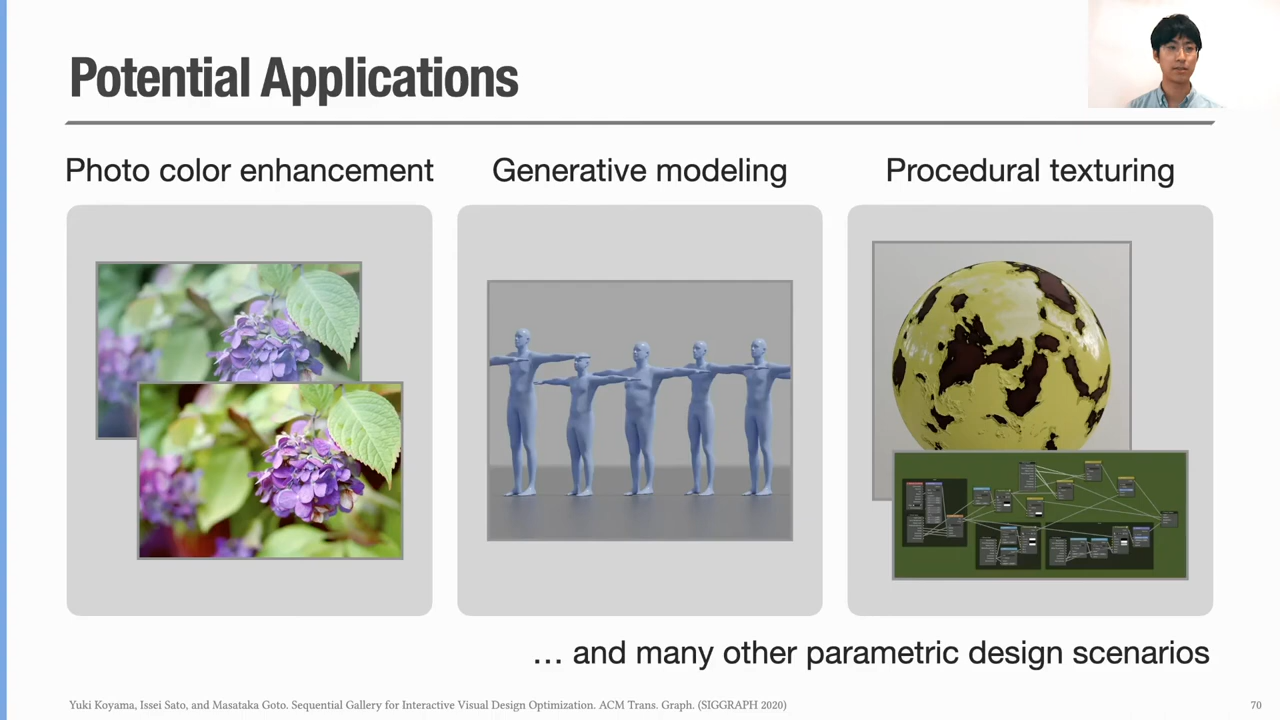 Potential Applications
Photo color enhancement
Generative modeling
Procedural texturing
… and many other parametric design scenarios
Yuki Koyama, Issei Sato, and Masataka Goto. Sequential Gallery for Interactive Visual Design Optimization. ACM Trans. Graph. (SIGGRAPH 2020)
70